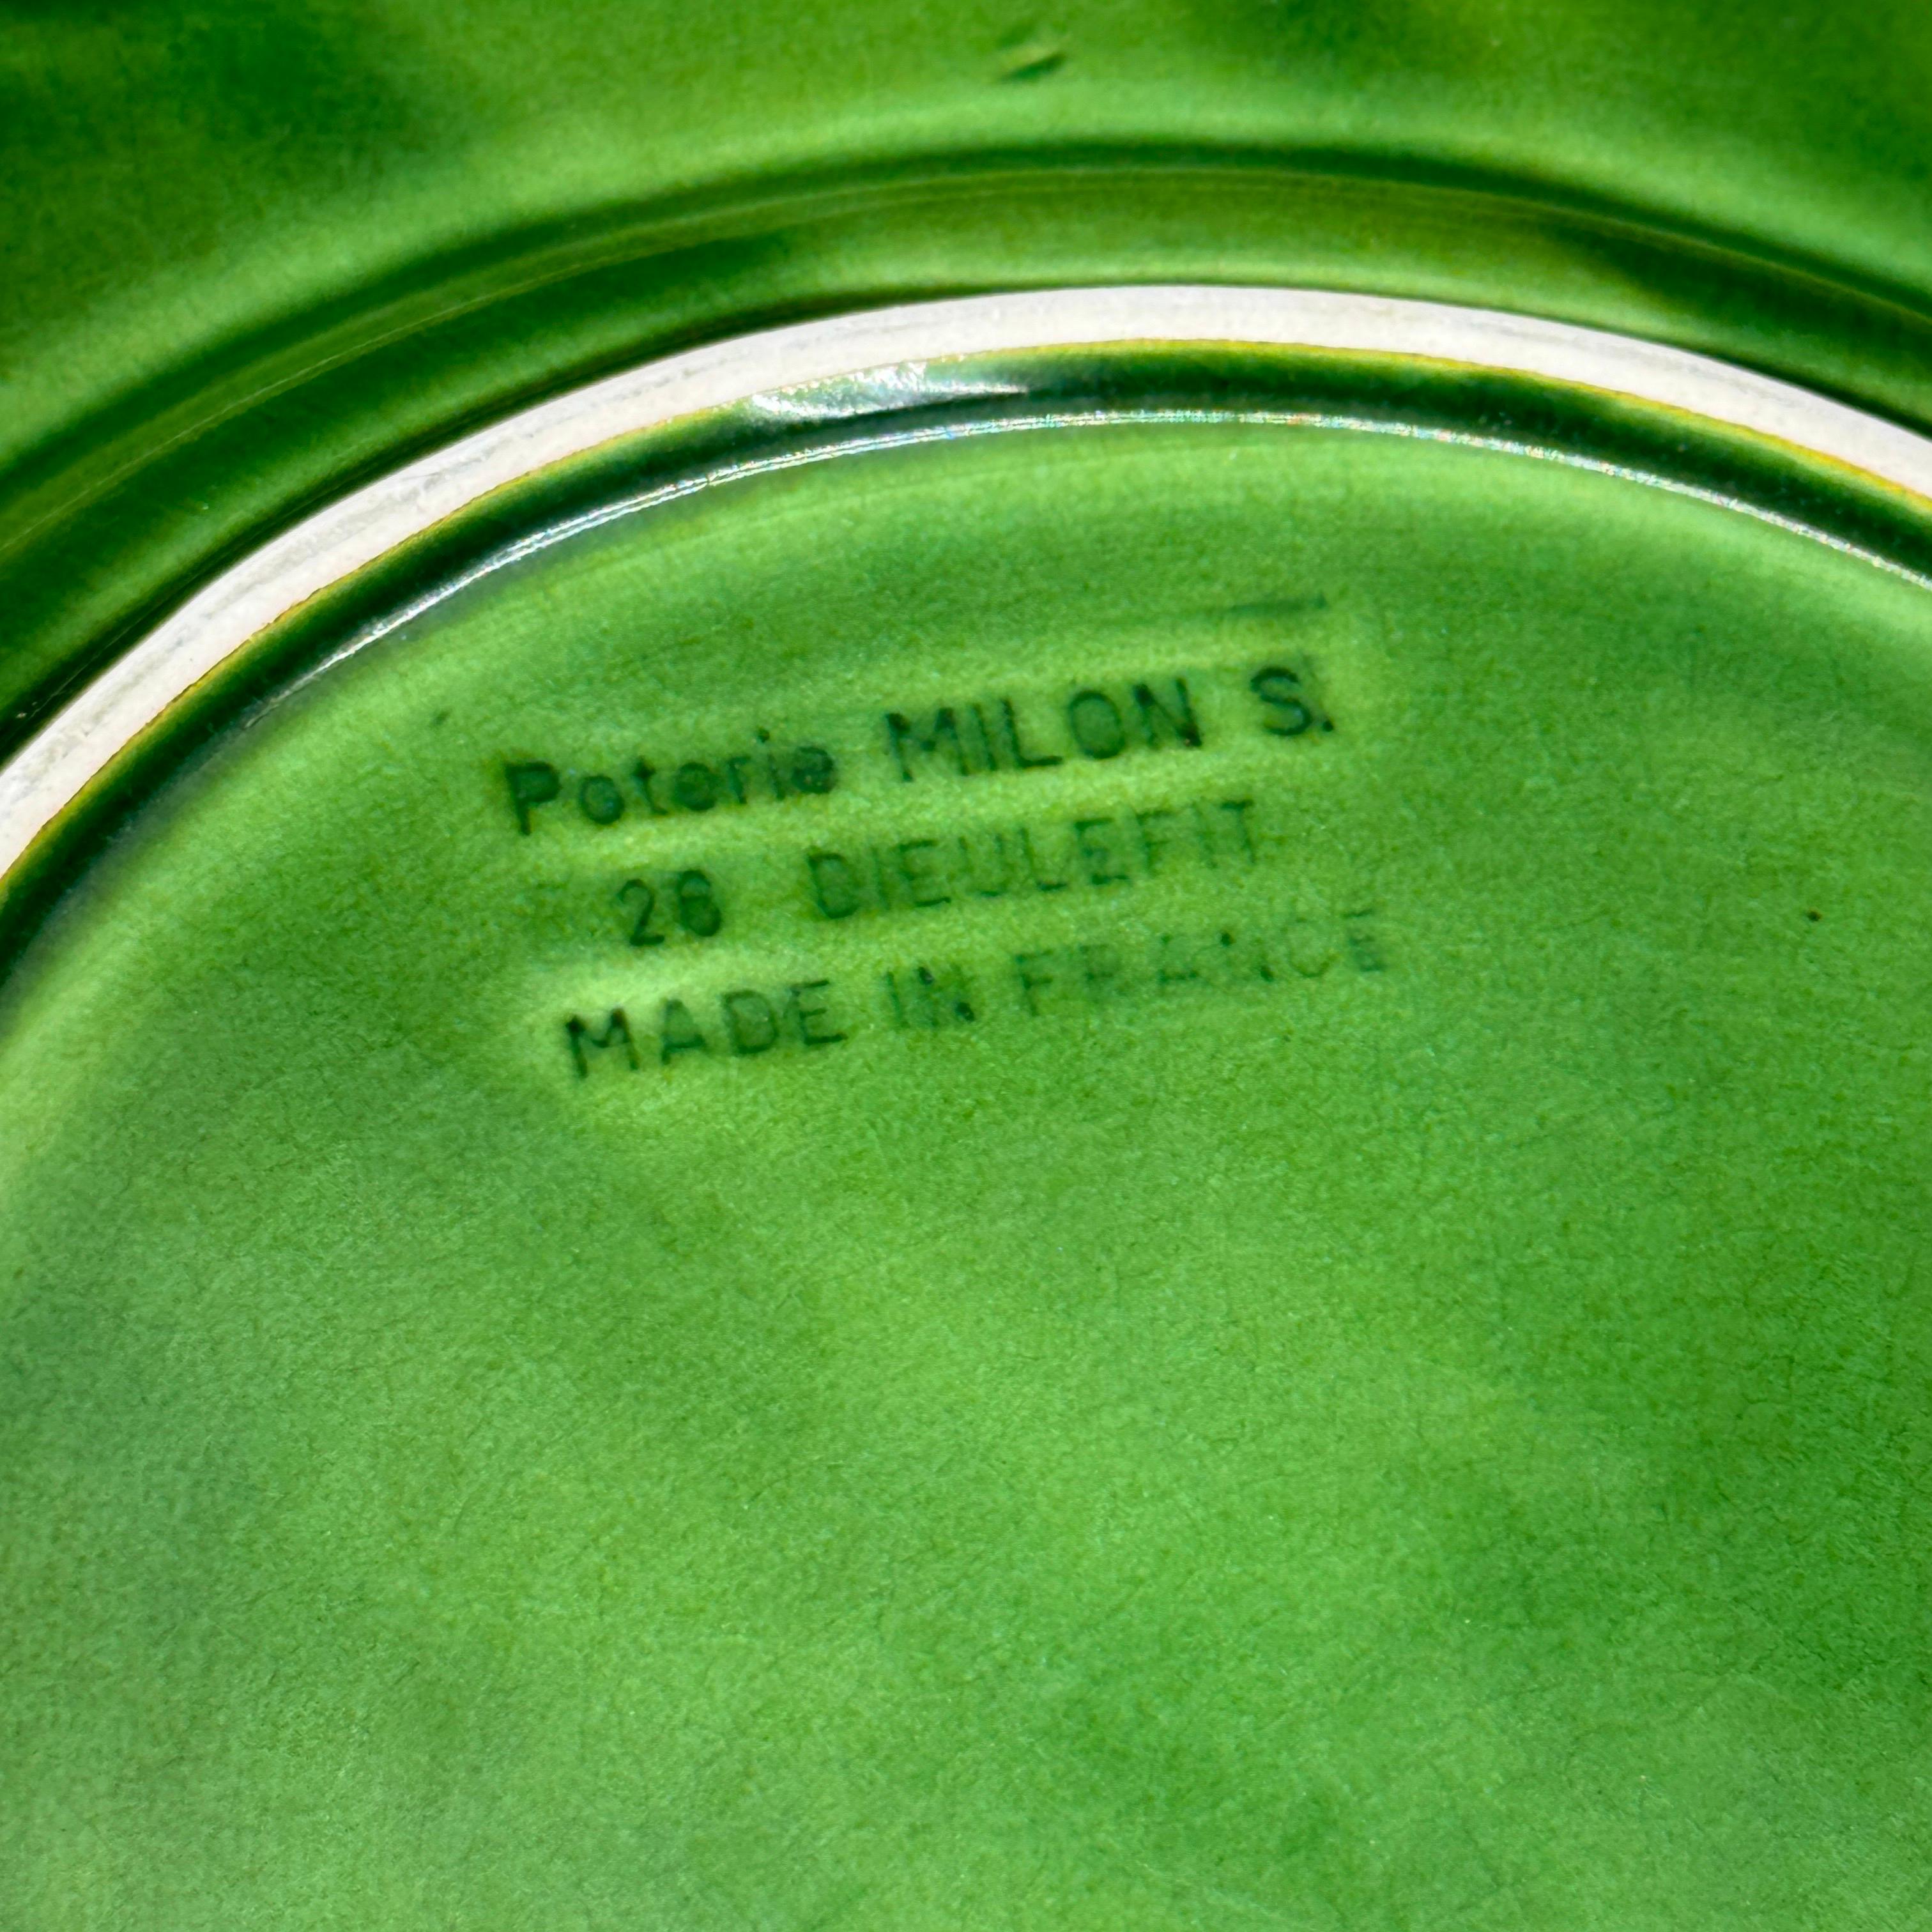 Poterie MILON S.
26 DIEULEFIT
MADE IN FRANCE